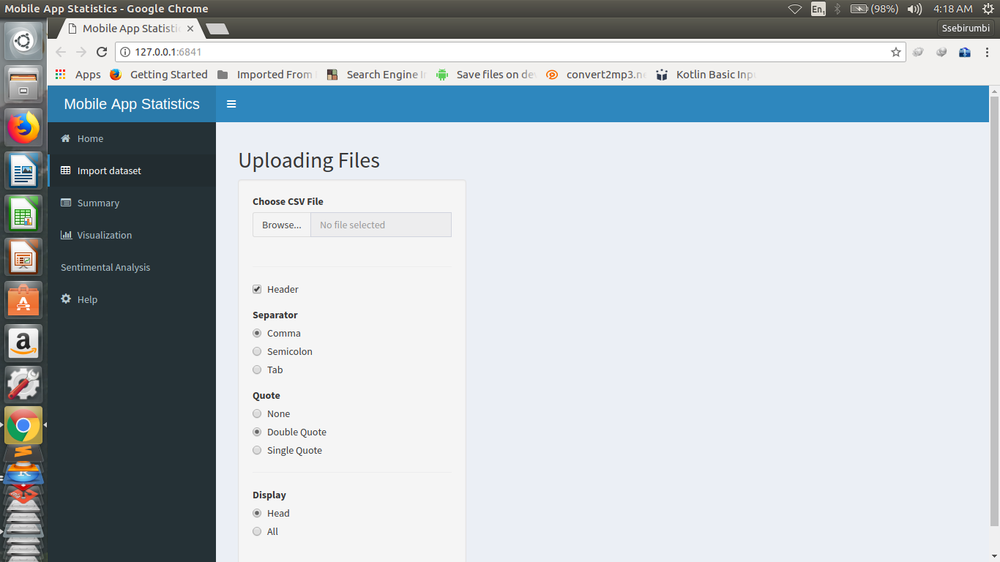 Mobile App Statistics - Google Chrome
En1
(98%)
4:18 AM
Mobile App Statisti
Ssebirumbi
127.0.0.1:6841
Apps
Getting Started
Imported From
Search Engine In
Save files on de
convert2mp3.ne
Kotlin Basic Inpu
Mobile App Statistics
Home
Import dataset
Summary
Visualization
Sentimental Analysis
Help
Uploading Files
Choose CSV File
Browse...
No file selected
Header
Separator
Comma
Semicolon
Tab
Quote
None
Double Quote
Single Quote
Display
Head
All